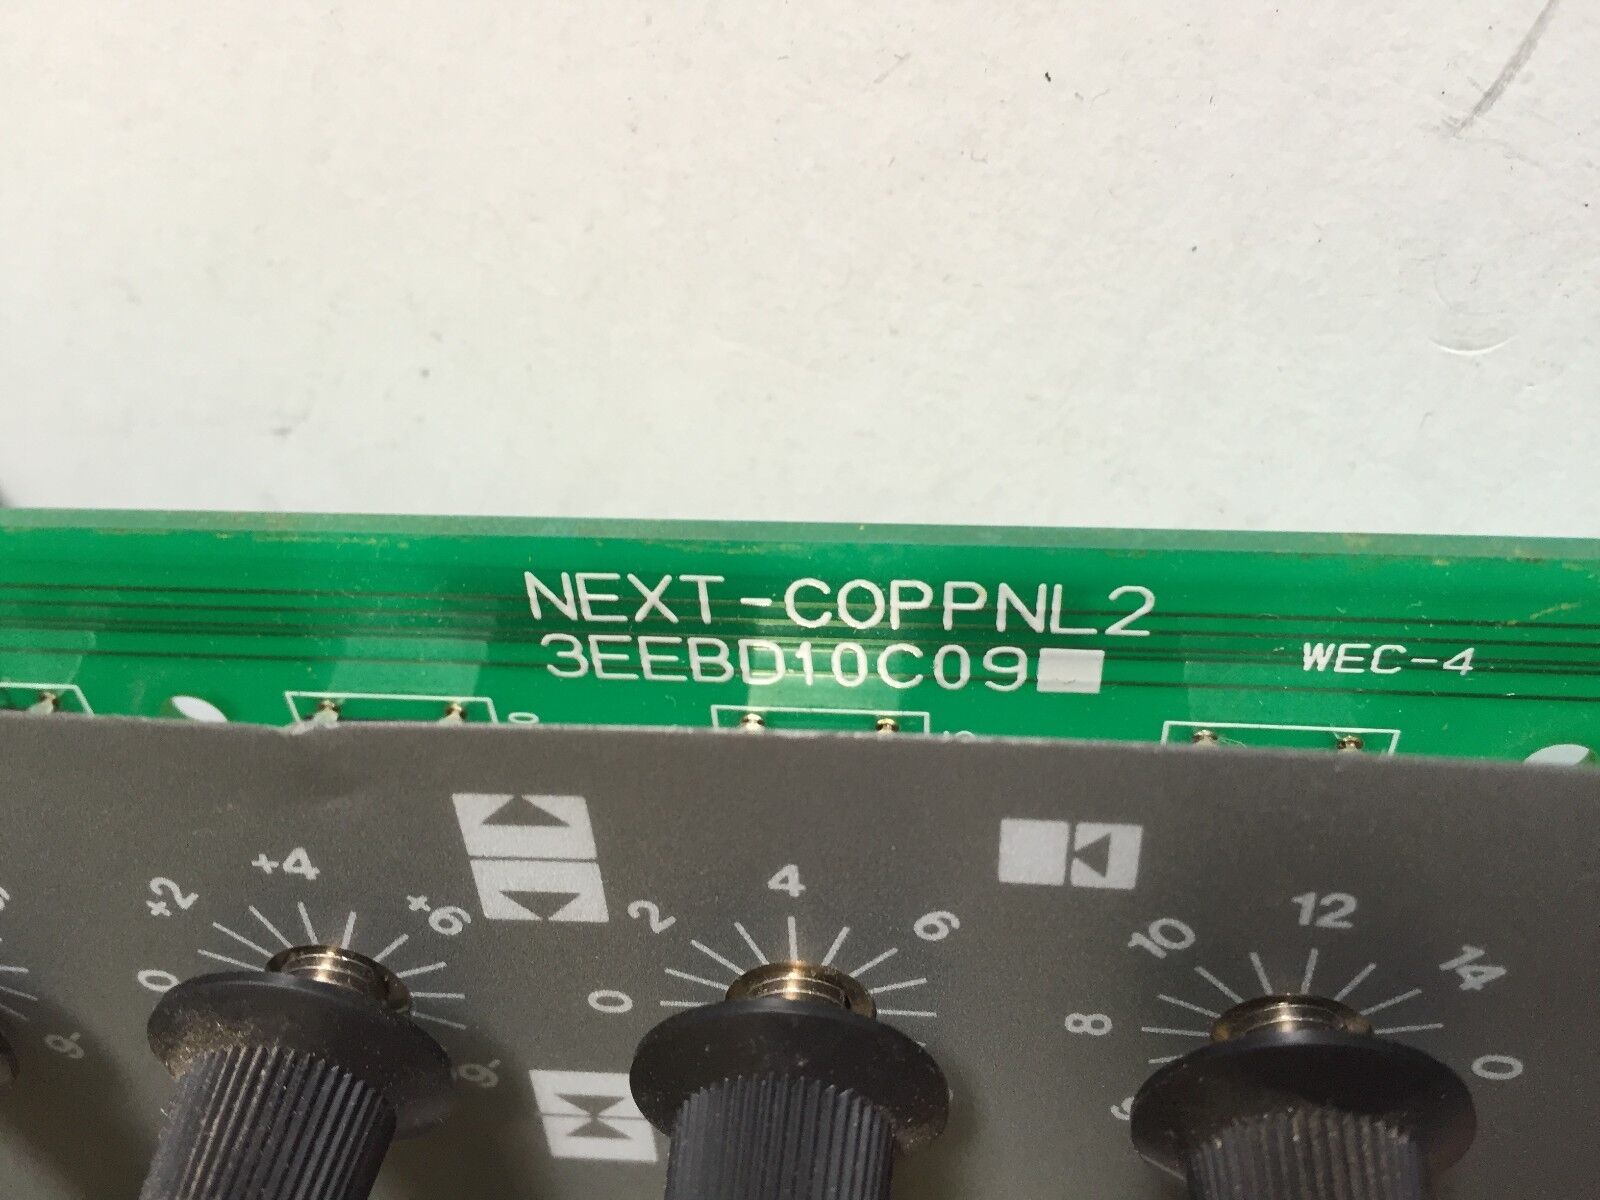 NEXT-COPPNL2
3EEBD10C09
WEC-4
+2 +4 +6
0
2 4 6
0
10 12 14
8 0